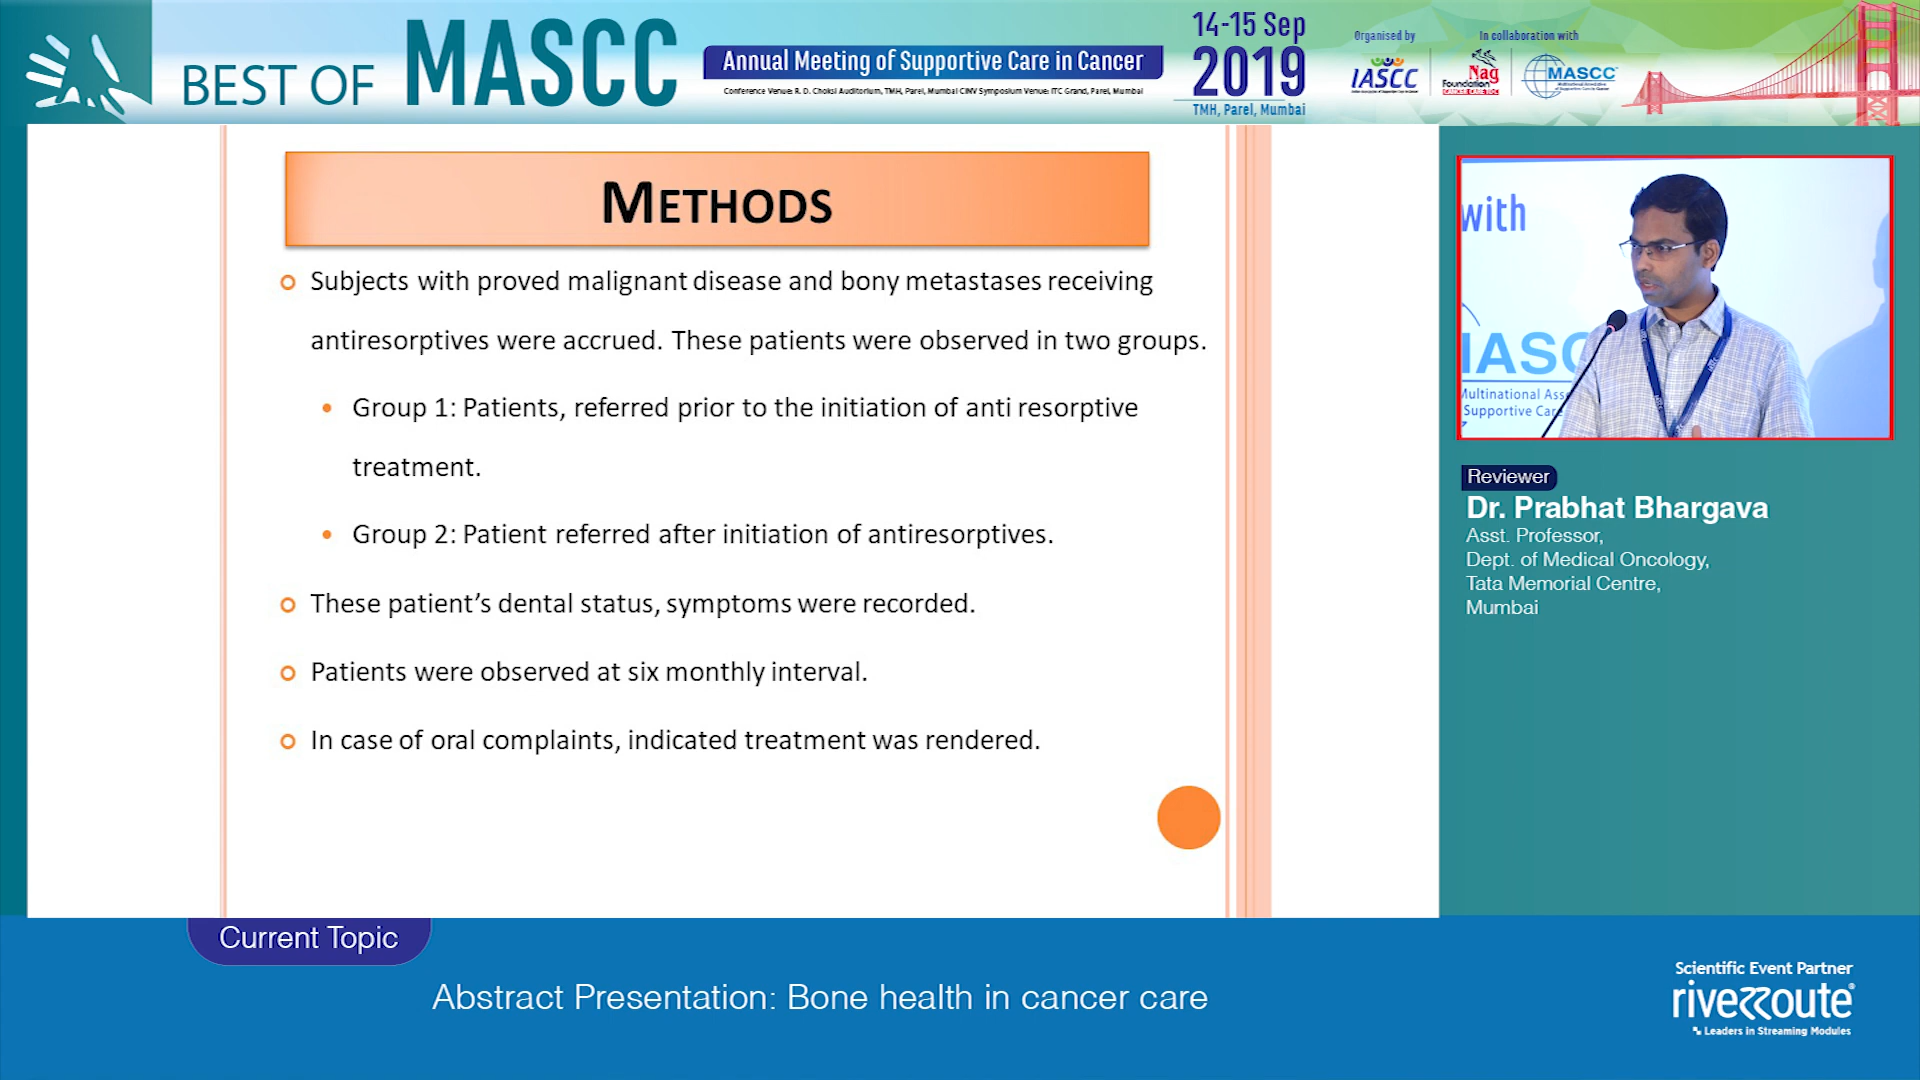 BEST OF MASCC
Annual Meeting of Supportive Care in Cancer
Conference Venue: R. D. Choksi Auditorium, TMH, Parel, Mumbai CINV Symposium Venue: ITC Grand, Parel, Mumbai
14-15 Sep
2019
TMH, Parel, Mumbai
Organised by
IASCC
In collaboration with
Nag
Foundation
MASCC
METHODS
Subjects with proved malignant disease and bony metastases receiving
antiresorptives were accrued. These patients were observed in two groups.
Group 1: Patients, referred prior to the initiation of anti resorptive
treatment.
Group 2: Patient referred after initiation of antiresorptives.
These patient’s dental status, symptoms were recorded.
Patients were observed at six monthly interval.
In case of oral complaints, indicated treatment was rendered.
with
IASC
Multinational Ass
Supportive Care
Reviewer
Dr. Prabhat Bhargava
Asst. Professor,
Dept. of Medical Oncology,
Tata Memorial Centre,
Mumbai
Current Topic
Abstract Presentation: Bone health in cancer care
Scientific Event Partner
riveRRoute
Leaders in Streaming Modules